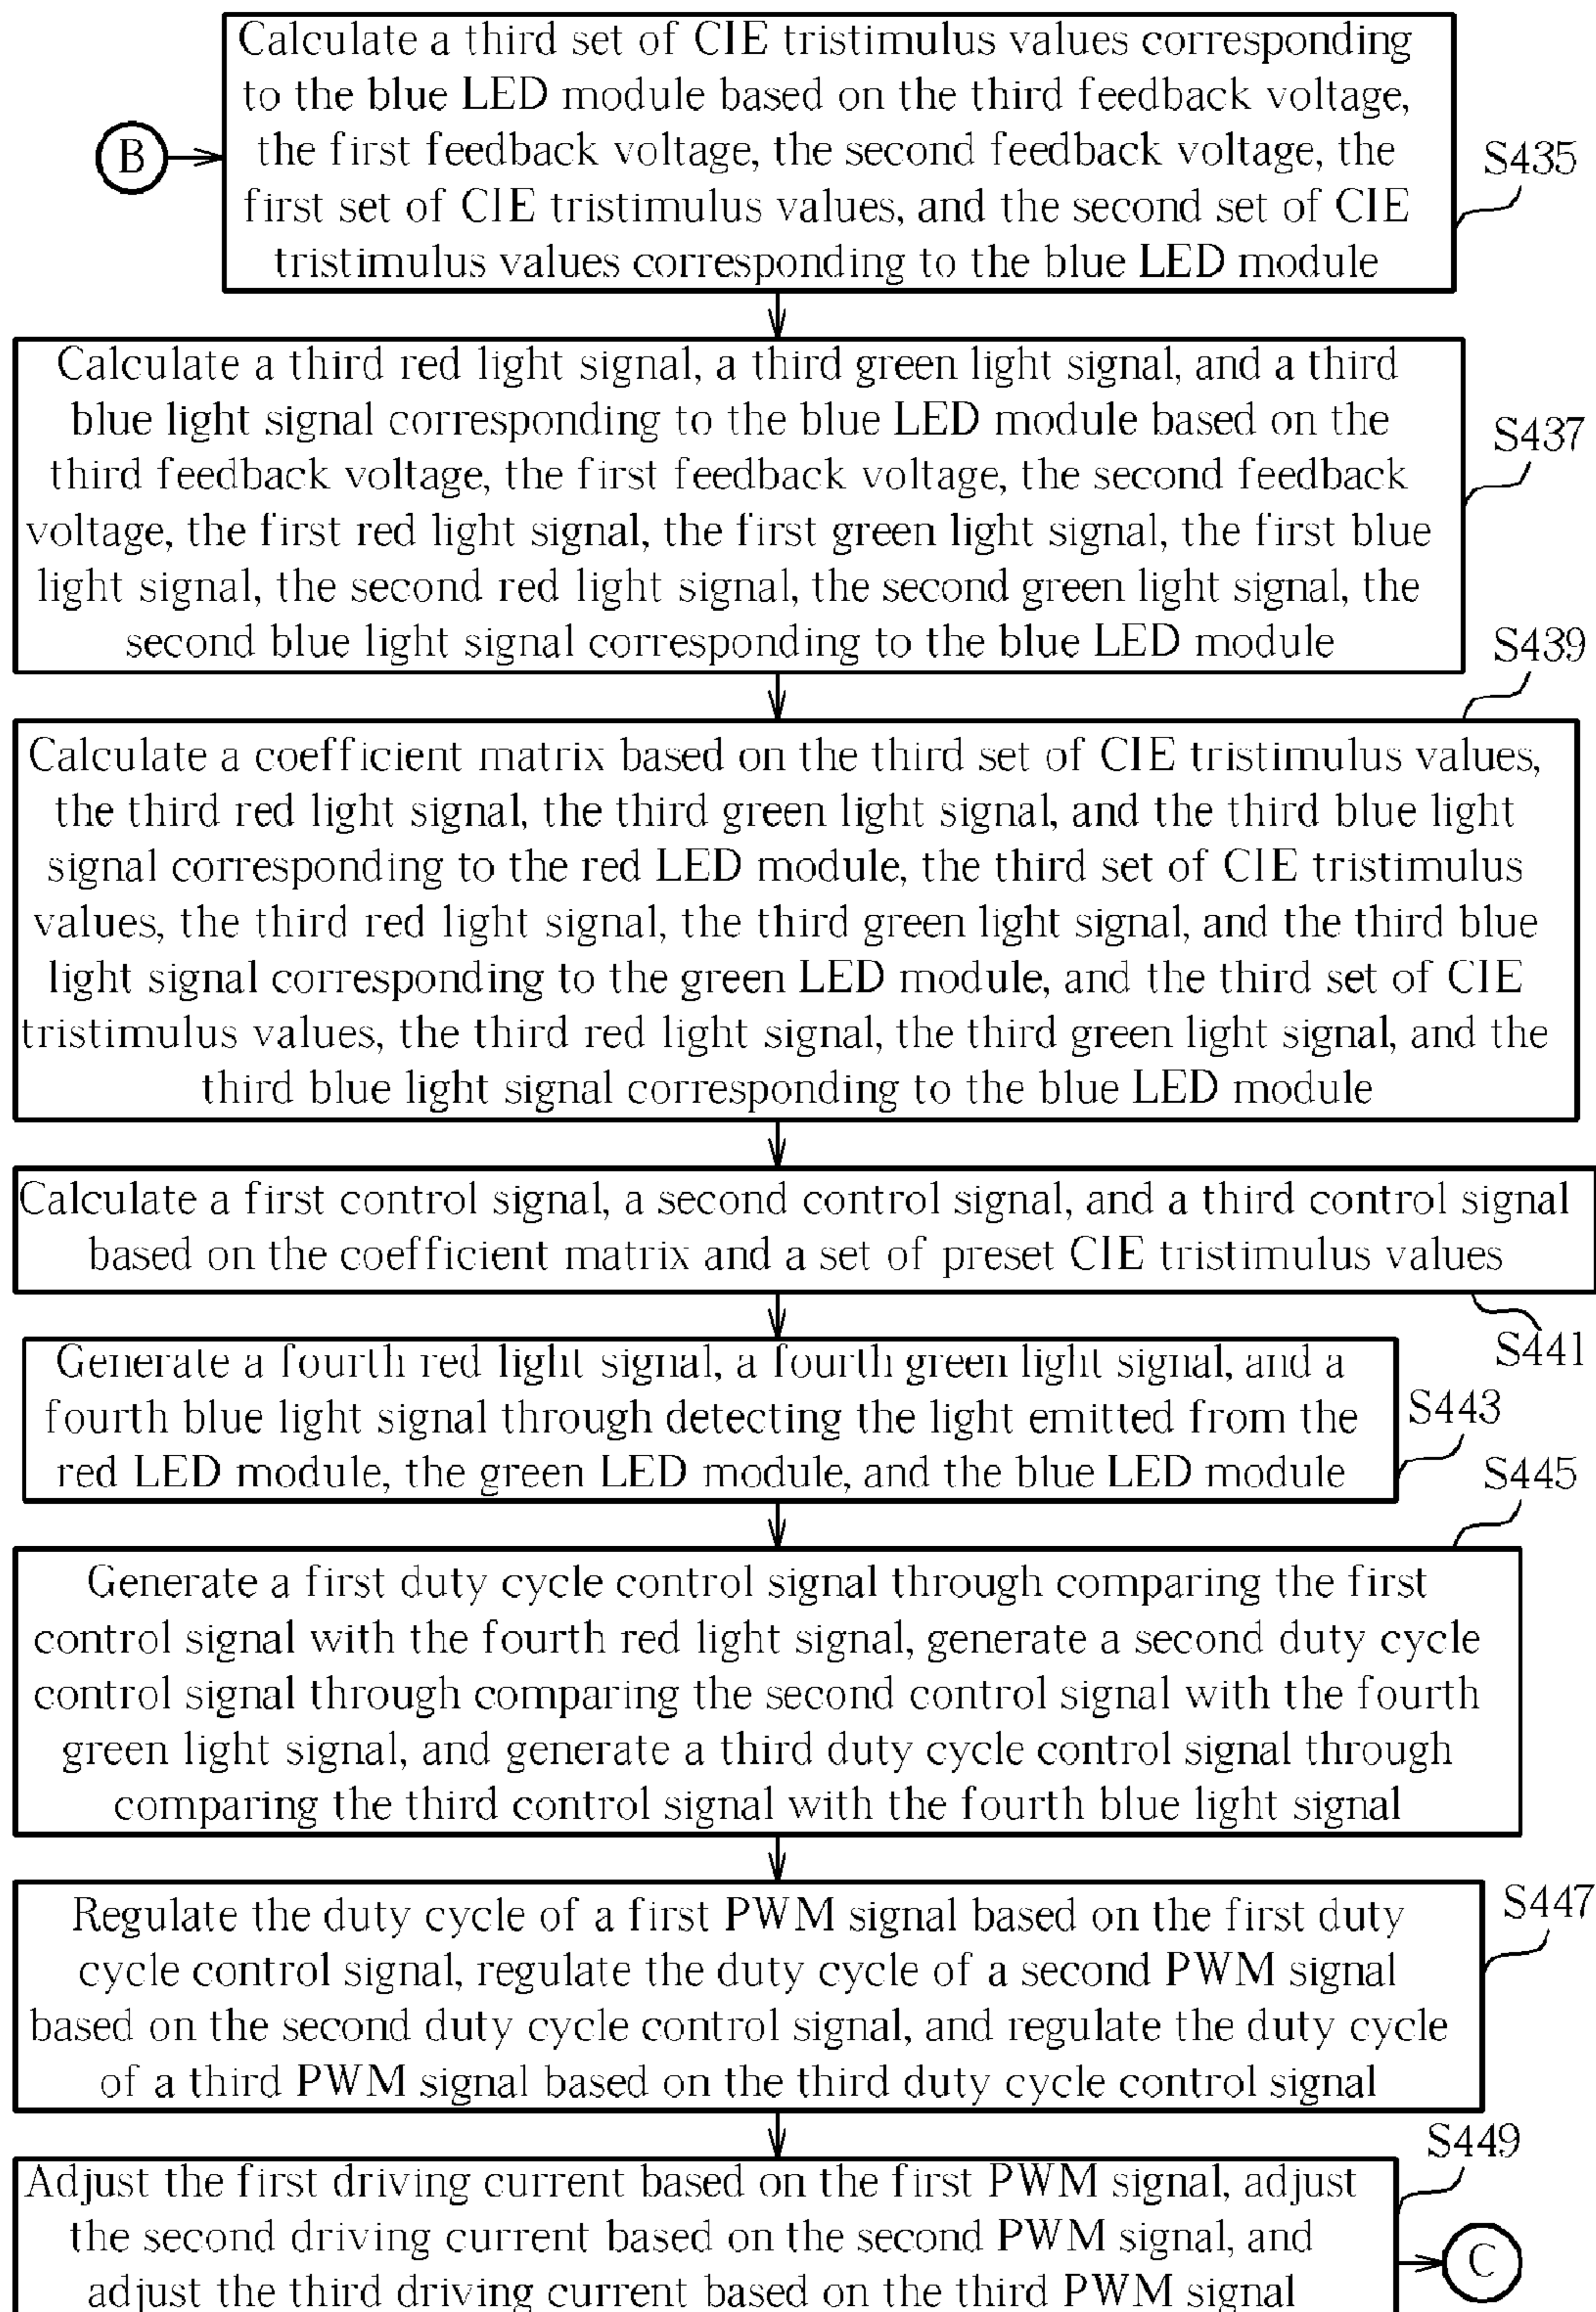 Calculate a third set of CIE tristimulus values corresponding
to the blue LED module based on the third feedback voltage,
the first feedback voltage, the second feedback voltage, the
first set of CIE tristimulus values, and the second set of CIE
tristimulus values corresponding to the blue LED module
B
S435
Calculate a third red light signal, a third green light signal, and a third
blue light signal corresponding to the blue LED module based on the
third feedback voltage, the first feedback voltage, the second feedback
voltage, the first red light signal, the first green light signal, the first blue
light signal, the second red light signal, the second green light signal, the
second blue light signal corresponding to the blue LED module
S437
S439
Calculate a coefficient matrix based on the third set of CIE tristimulus values,
the third red light signal, the third green light signal, and the third blue light
signal corresponding to the red LED module, the third set of CIE tristimulus
values, the third red light signal, the third green light signal, and the third blue
light signal corresponding to the green LED module, and the third set of CIE
tristimulus values, the third red light signal, the third green light signal, and the
third blue light signal corresponding to the blue LED module
Calculate a first control signal, a second control signal, and a third control signal
based on the coefficient matrix and a set of preset CIE tristimulus values
S441
Generate a fourth red light signal, a fourth green light signal, and a
fourth blue light signal through detecting the light emitted from the
red LED module, the green LED module, and the blue LED module
S443
S445
Generate a first duty cycle control signal through comparing the first
control signal with the fourth red light signal, generate a second duty cycle
control signal through comparing the second control signal with the fourth
green light signal, and generate a third duty cycle control signal through
comparing the third control signal with the fourth blue light signal
Regulate the duty cycle of a first PWM signal based on the first duty
cycle control signal, regulate the duty cycle of a second PWM signal
based on the second duty cycle control signal, and regulate the duty cycle
of a third PWM signal based on the third duty cycle control signal
S447
S449
Adjust the first driving current based on the first PWM signal, adjust
the second driving current based on the second PWM signal, and
adjust the third driving current based on the third PWM signal
C